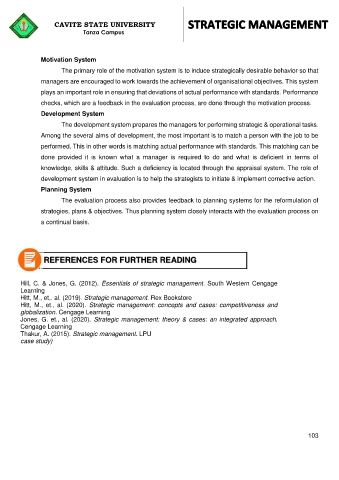 CAVITE STATE UNIVERSITY
Tanza Campus
STRATEGIC MANAGEMENT
Motivation System
The primary role of the motivation system is to induce strategically desirable behavior so that
managers are encouraged to work towards the achievement of organisational objectives. This system
plays an important role in ensuring that deviations of actual performance with standards. Performance
checks, which are a feedback in the evaluation process, are done through the motivation process.
Development System
The development system prepares the managers for performing strategic & operational tasks.
Among the several aims of development, the most important is to match a person with the job to be
performed. This in other words is matching actual performance with standards. This matching can be
done provided it is known what a manager is required to do and what is deficient in terms of
knowledge, skills & attitude. Such a deficiency is located through the appraisal system. The role of
development system in evaluation is to help the strategists to initiate & implement corrective action.
Planning System
The evaluation process also provides feedback to planning systems for the reformulation of
strategies, plans & objectives. Thus planning system closely interacts with the evaluation process on
a continual basis.
REFERENCES FOR FURTHER READING
Hill, C. & Jones, G. (2012). Essentials of strategic management. South Western Cengage
Learning
Hitt, M., et., al. (2019). Strategic management. Rex Bookstore
Hitt, M., et., al. (2020). Strategic management: concepts and cases: competitiveness and
globalization. Cengage Learning
Jones, G. et., al. (2020). Strategic management: theory & cases: an integrated approach.
Cengage Learning
Thakur, A. (2015). Strategic management. LPU
case study)
103